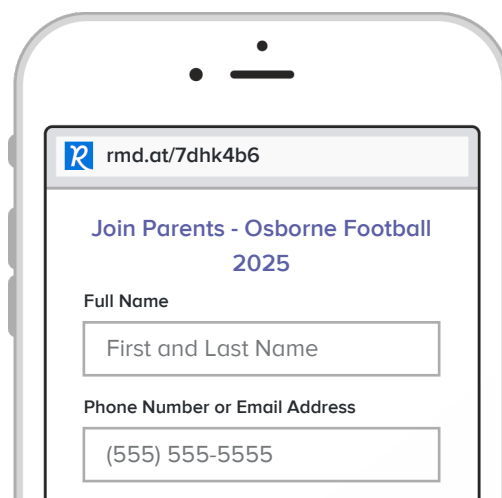 rmd.at/7dhk4b6
Join Parents - Osborne Football
2025
Full Name
First and Last Name
Phone Number or Email Address
(555) 555-5555